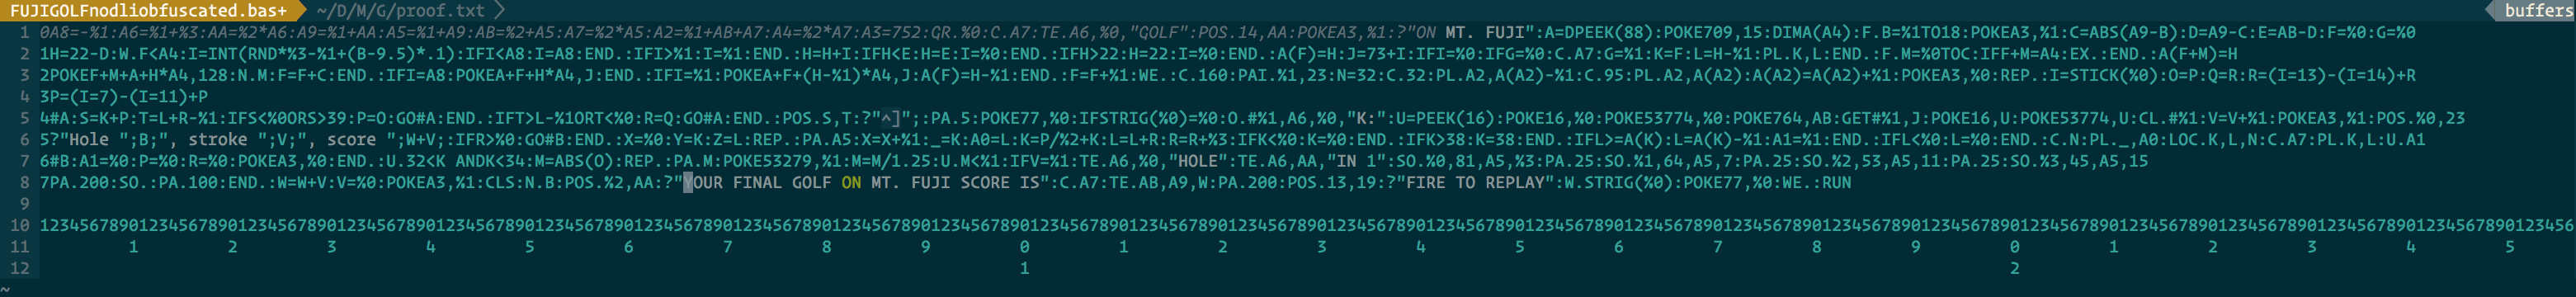 FUJIGOLFnodliobfuscated.bas+ ~/D/M/G/proof.txt buffers
1 0A8=-%1:A6=%1+%3:AA=%2*A6:A9=%1+AA:A5=%1+A9:AB=%2+A5:A7=%2*A5:A2=%1+AB+A7:A4=%2*A7:A3=752:GR.%0:C.A7:TE.A6,%0,"GOLF":POS.14,AA:POKEA3,%1:?"ON MT. FUJI":A=DPEEK(88):POKE709,15:DIMA(A4):F.B=%1TO18:POKEA3,%1:C=ABS(A9-B):D=A9-C:E=AB-D:F=%0:G=%0
2 1H=22-D:W.F<A4:I=INT(RND*%3-%1+(B-9.5)*.1):IFI<A8:I=A8:END.:IFI>%1:I=%1:END.:H=H+I:IFH<E:H=E:I=%0:END.:IFH>22:H=22:I=%0:END.:A(F)=H:J=73+I:IFI=%0:IFG=%0:C.A7:G=%1:K=F:L=H-%1:PL.K,L:END.:F.M=%0TOC:IFF+M=A4:EX.:END.:A(F+M)=H
3 2POKEF+M+A+H*A4,128:N.M:F=F+C:END.:IFI=A8:POKEA+F+H*A4,J:END.:IFI=%1:POKEA+F+(H-%1)*A4,J:A(F)=H-%1:END.:F=F+%1:WE.:C.160:PAI.%1,23:N=32:C.32:PL.A2,A(A2)-%1:C.95:PL.A2,A(A2):A(A2)=A(A2)+%1:POKEA3,%0:REP.:I=STICK(%0):O=P:Q=R:R=(I=13)-(I=14)+R
4 3P=(I=7)-(I=11)+P
5 4#A:S=K+P:T=L+R-%1:IFS<%0ORS>39:P=O:GO#A:END.:IFT>L-%1ORT<%0:R=Q:GO#A:END.:POS.S,T:?"^]";:PA.5:POKE77,%0:IFSTRIG(%0)=%0:O.#%1,A6,%0,"K:":U=PEEK(16):POKE16,%0:POKE53774,%0:POKE764,AB:GET#%1,J:POKE16,U:POKE53774,U:CL.#%1:V=V+%1:POKEA3,%1:POS.%0,23
6 5?"Hole ";B;", stroke ";V;", score ";W+V;:IFR>%0:GO#B:END.:X=%0:Y=K:Z=L:REP.:PA.A5:X=X+%1:_=K:A0=L:K=P/%2+K:L=L+R:R=R+%3:IFK<%0:K=%0:END.:IFK>38:K=38:END.:IFL>=A(K):L=A(K)-%1:A1=%1:END.:IFL<%0:L=%0:END.:C.N:PL._,A0:LOC.K,L,N:C.A7:PL.K,L:U.A1
7 6#B:A1=%0:P=%0:R=%0:POKEA3,%0:END.:U.32<K ANDK<34:M=ABS(O):REP.:PA.M:POKE53279,%1:M=M/1.25:U.M<%1:IFV=%1:TE.A6,%0,"HOLE":TE.A6,AA,"IN 1":SO.%0,81,A5,%3:PA.25:SO.%1,64,A5,7:PA.25:SO.%2,53,A5,11:PA.25:SO.%3,45,A5,15
8 7PA.200:SO.:PA.100:END.:W=W+V:V=%0:POKEA3,%1:CLS:N.B:POS.%2,AA:?"YOUR FINAL GOLF ON MT. FUJI SCORE IS":C.A7:TE.AB,A9,W:PA.200:POS.13,19:?"FIRE TO REPLAY":W.STRIG(%0):POKE77,%0:WE.:RUN
9
10 123456789012345678901234567890123456789012345678901234567890123456789012345678901234567890123456789012345678901234567890123456789012345678901234567890123456789012345678901234567890123456789012345678901234567890123456789012345678901234567890123456789012345678901234567890123456
11 1 2 3 4 5 6 7 8 9 0 1 2 3 4 5 6 7 8 9 0 1 2 3 4 5
12 1 2
~